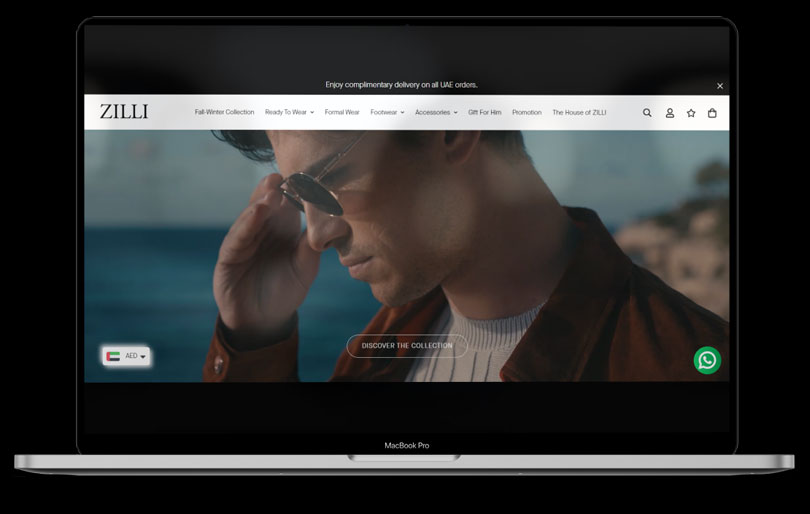 Enjoy complimentary delivery on all UAE orders.
ZILLI Fall-Winter Collection Ready To Wear Formal Wear Footwear Accessories Gift For Him Promotion The House of ZILLI
DISCOVER THE COLLECTION
AED
MacBook Pro